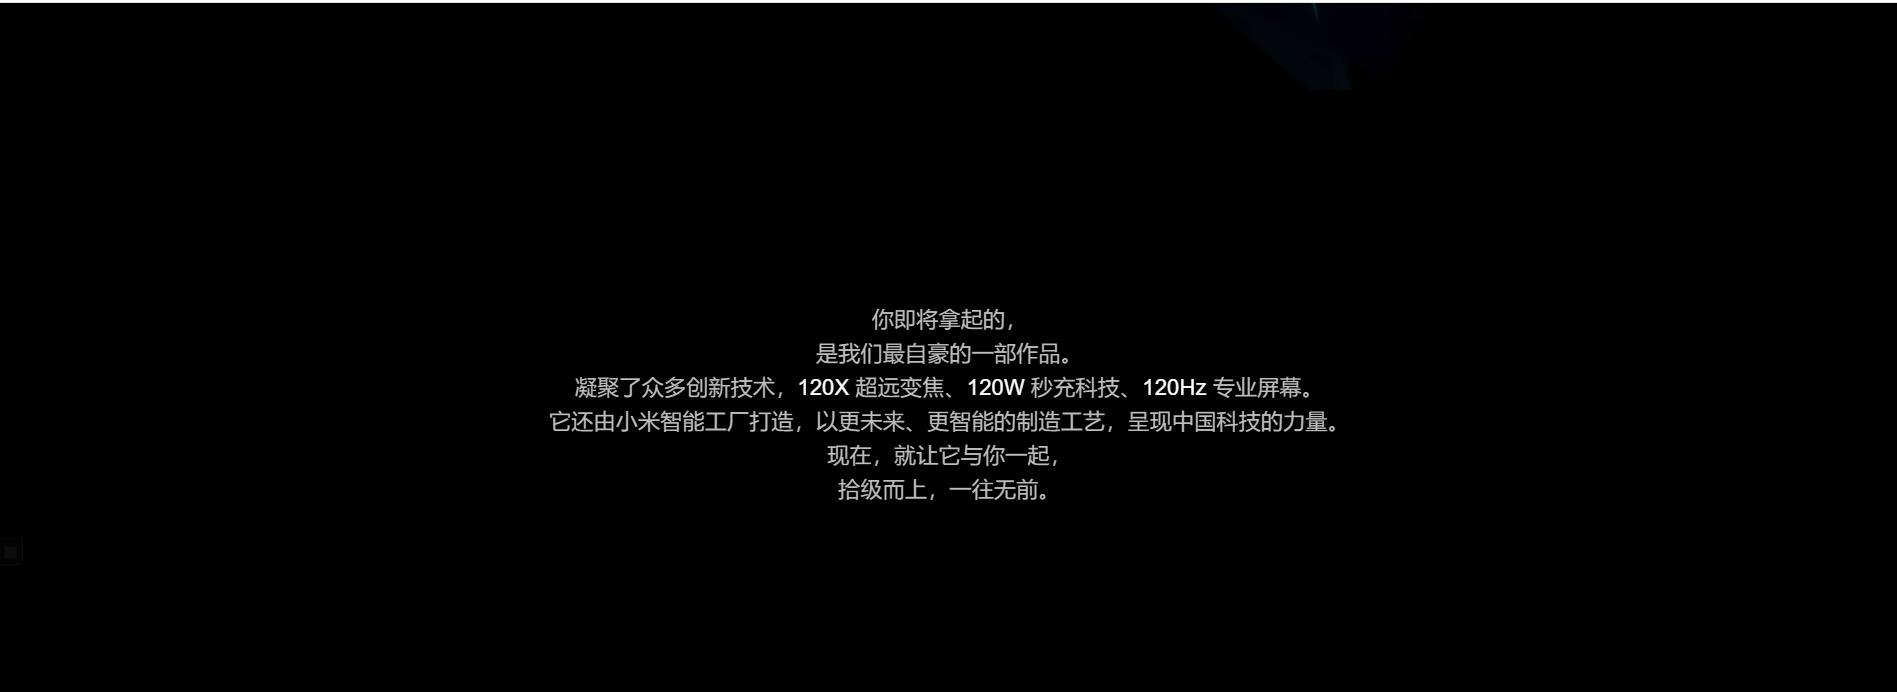 你即将拿起的，
是我们最自豪的一部作品。
凝聚了众多创新技术，120X 超远变焦、120W 秒充科技、120Hz 专业屏幕。
它还由小米智能工厂打造，以更未来、更智能的制造工艺，呈现中国科技的力量。
现在，就让它与你一起，
拾级而上，一往无前。